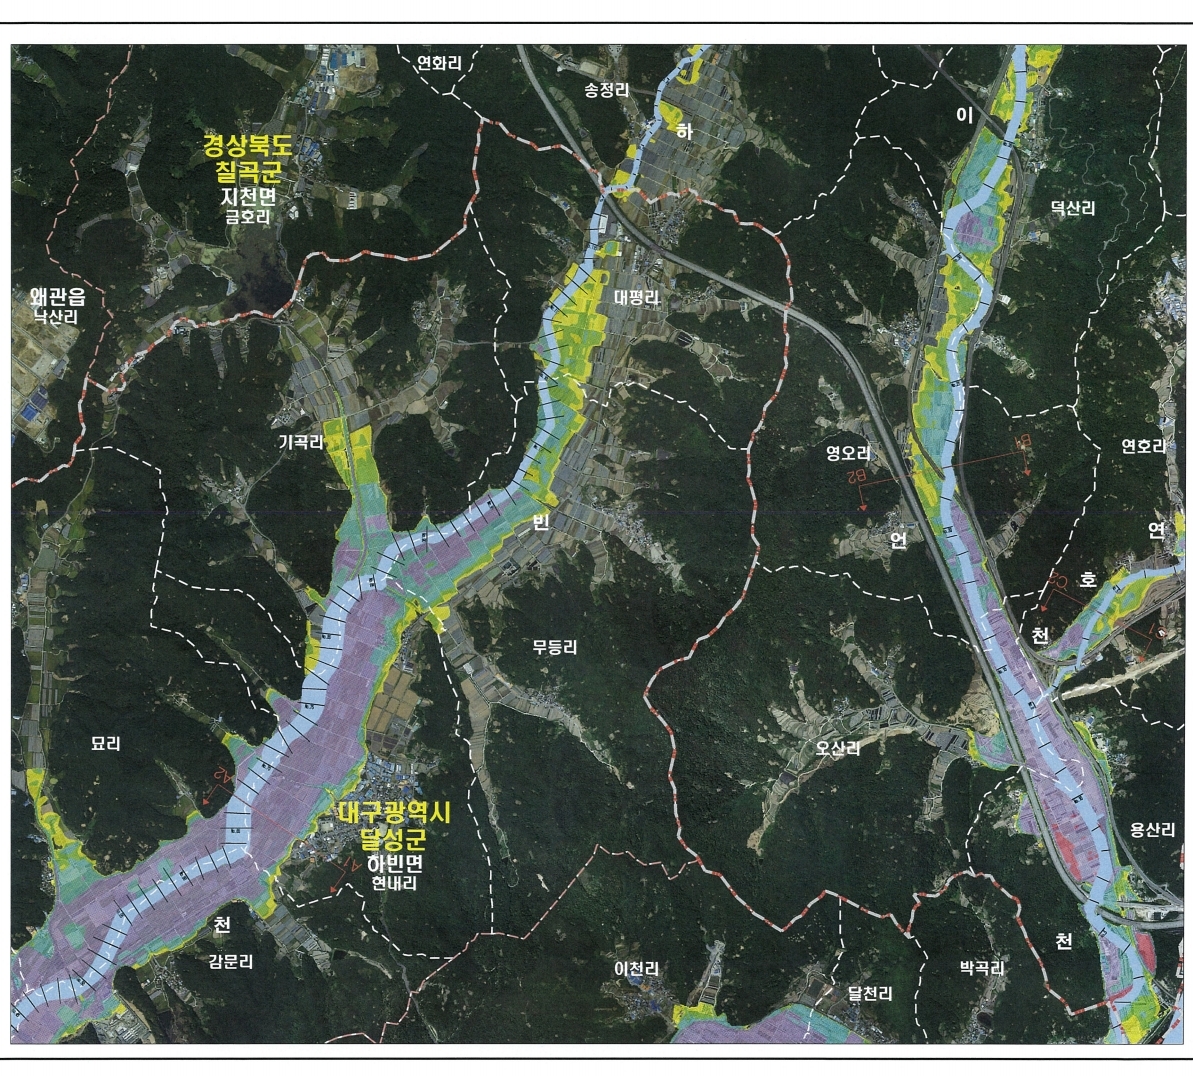 연화리
송정리
하
이
경상북도
칠곡군
지천면
금호리
덕산리
왜관읍
낙산리
대평리
기곡리
영오리
B1
B2
연호리
빈
언
연
호
C2
천
무등리
묘리
오산리
A2
대구광역시
달성군
하빈면
현내리
용산리
천
감문리
천
이천리
박곡리
달천리